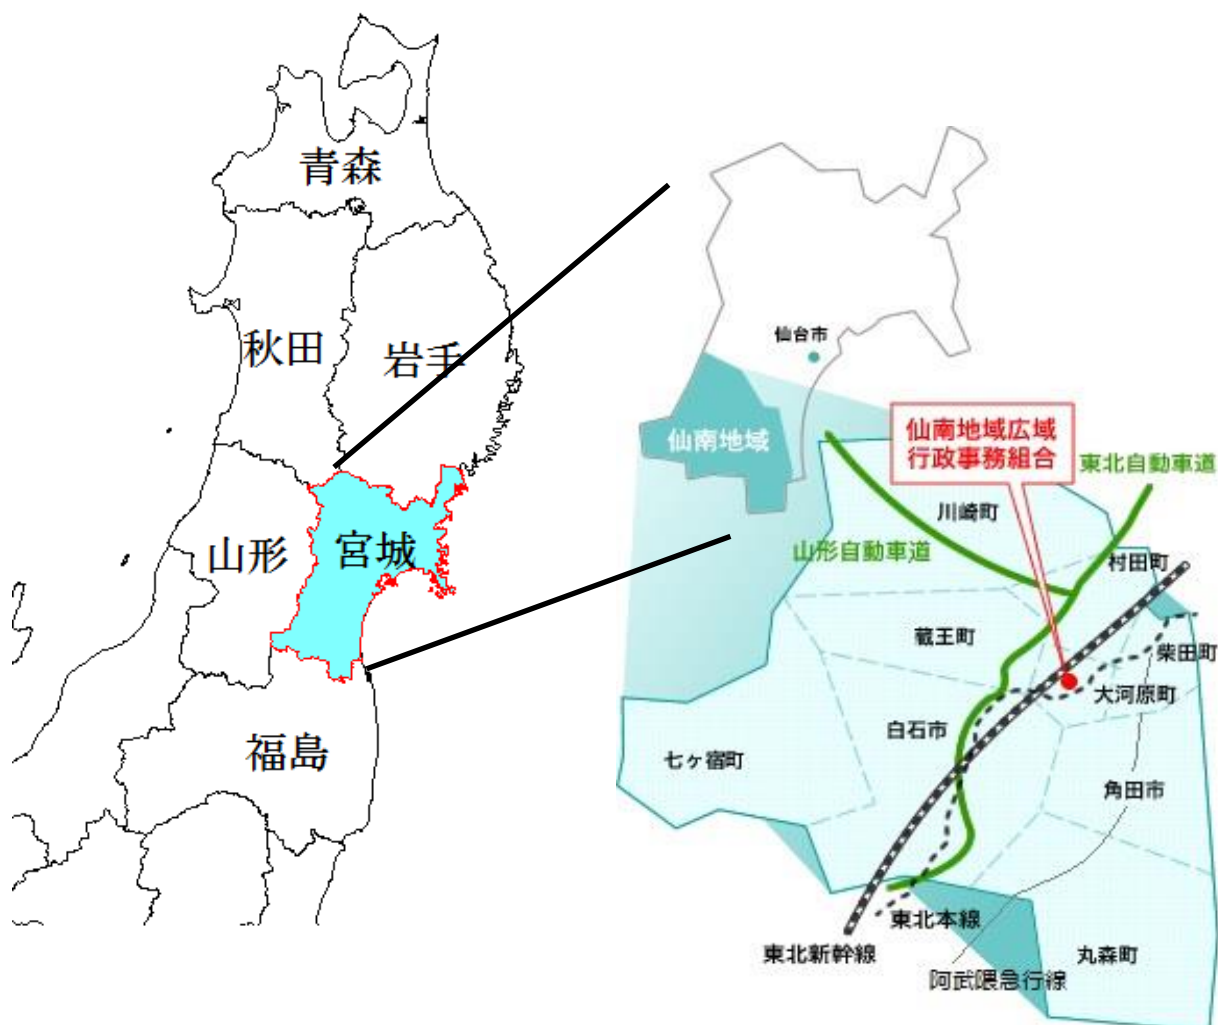 青森
秋田
岩手
山形
宮城
福島
仙台市
仙南地域
仙南地域広域
行政事務組合
東北自動車道
川崎町
山形自動車道
村田町
蔵王町
柴田町
大河原町
白石市
七ヶ宿町
角田市
東北本線
東北新幹線
丸森町
阿武隈急行線